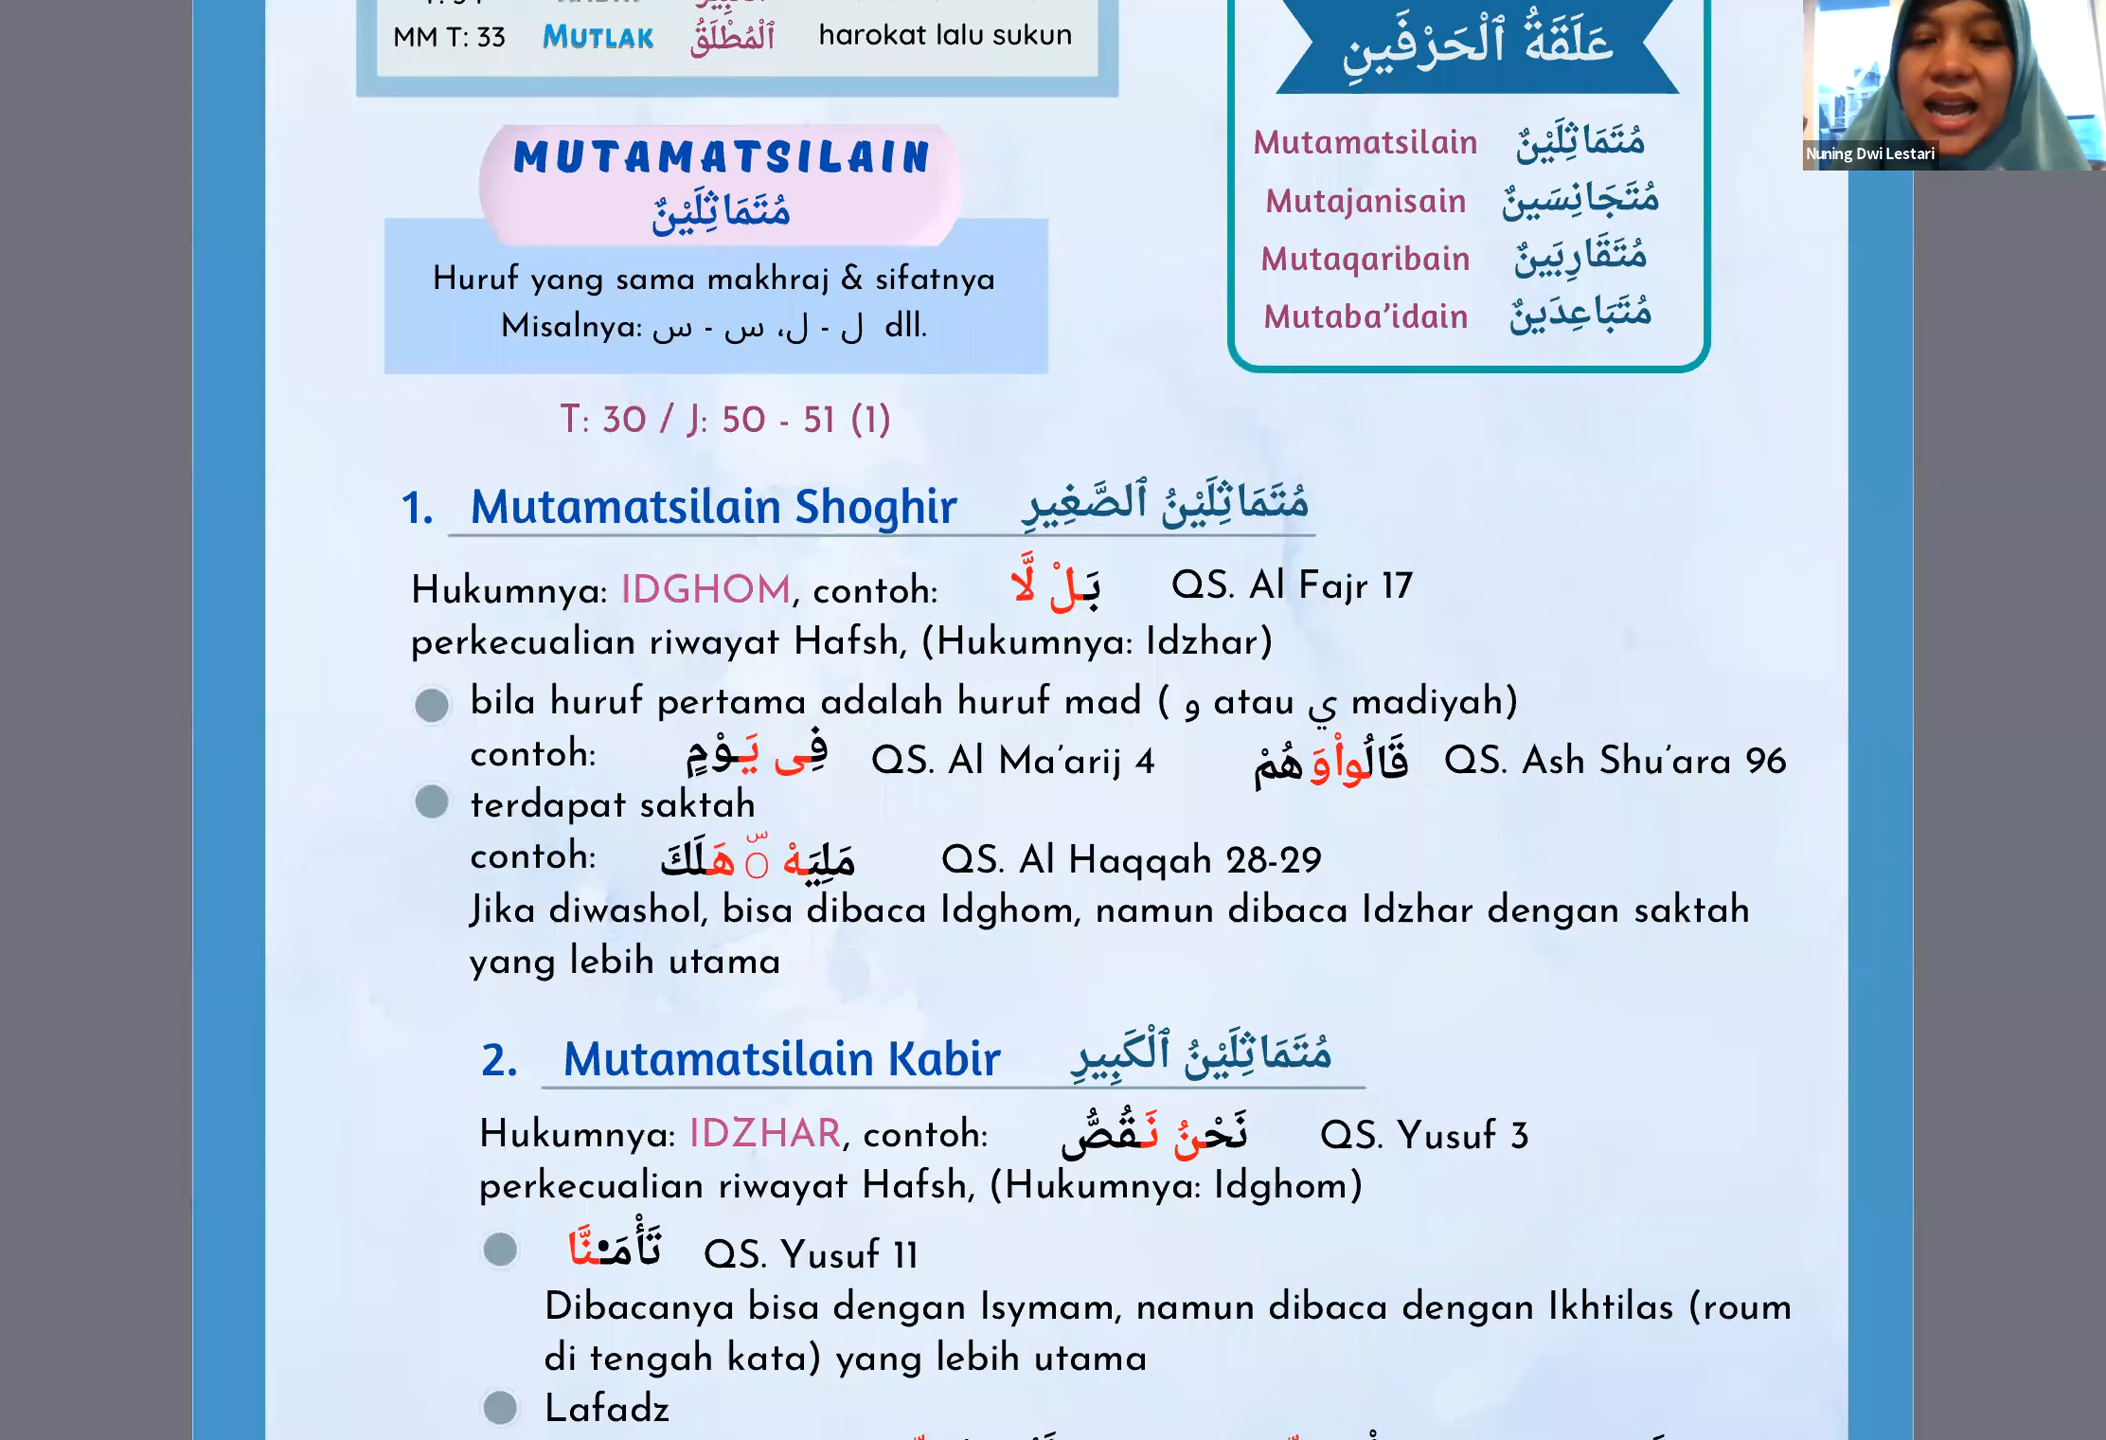 MM T: 33 MUTLAK ٱلْمُطْلَقُ harokat lalu sukun
عَلَقَةُ ٱلْحَرْفَينِ
Mutamatsilain مُتَمَاثِلَيْنٌ
Mutajanisain مُتَجَانِسَينٌ
Mutaqaribain مُتَقَارِبَينٌ
Mutaba'idain مُتَبَاعِدَينٌ
Nuning Dwi Lestari
MUTAMATSILAIN
مُتَمَاثِلَيْنٌ
Huruf yang sama makhraj & sifatnya
Misalnya: ل - ل، س - س dll.
T: 30 / J: 50 - 51 (1)
1. Mutamatsilain Shoghir مُتَمَاثِلَيْنُ ٱلصَّغِيرِ
Hukumnya: IDGHOM, contoh: بَلْ لَّا QS. Al Fajr 17
perkecualian riwayat Hafsh, (Hukumnya: Idzhar)
bila huruf pertama adalah huruf mad ( و atau ي madiyah)
contoh: فِى يَوْمٍ QS. Al Ma'arij 4 قَالُواْ وَهُمْ QS. Ash Shu'ara 96
terdapat saktah
contoh: مَلِيَهْ ۜ هَلَكَ QS. Al Haqqah 28-29
Jika diwashol, bisa dibaca Idghom, namun dibaca Idzhar dengan saktah
yang lebih utama
2. Mutamatsilain Kabir مُتَمَاثِلَيْنُ ٱلْكَبِيرِ
Hukumnya: IDZHAR, contoh: نَحْنُ نَقُصُّ QS. Yusuf 3
perkecualian riwayat Hafsh, (Hukumnya: Idghom)
تَأْمَ۬نَّا QS. Yusuf 11
Dibacanya bisa dengan Isymam, namun dibaca dengan Ikhtilas (roum
di tengah kata) yang lebih utama
Lafadz